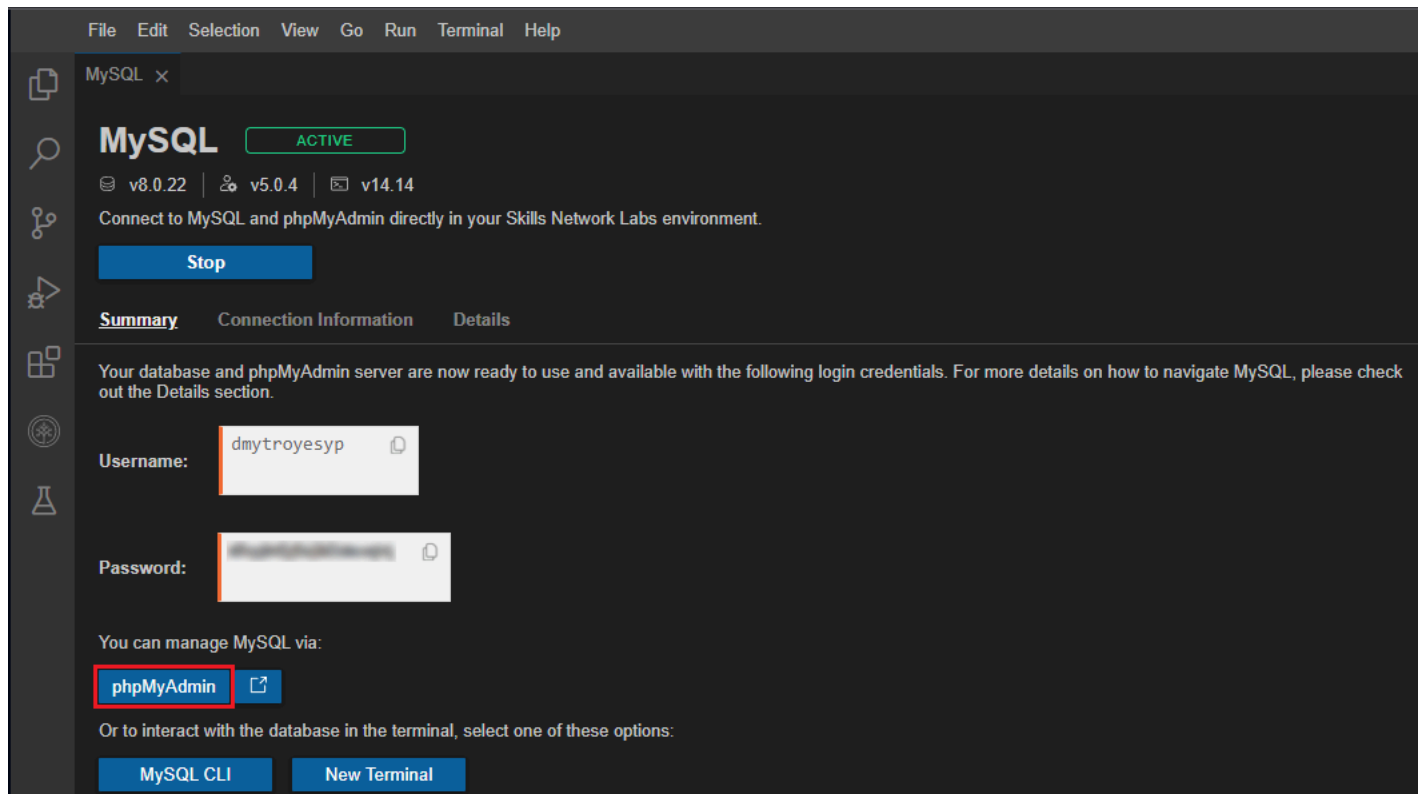 File Edit Selection View Go Run Terminal Help
MySQL
MySQL ACTIVE
v8.0.22 v5.0.4 v14.14
Connect to MySQL and phpMyAdmin directly in your Skills Network Labs environment.
Stop
Summary Connection Information Details
Your database and phpMyAdmin server are now ready to use and available with the following login credentials. For more details on how to navigate MySQL, please check
out the Details section.
Username: dmytroyesyp
Password:
You can manage MySQL via:
phpMyAdmin
Or to interact with the database in the terminal, select one of these options:
MySQL CLI New Terminal